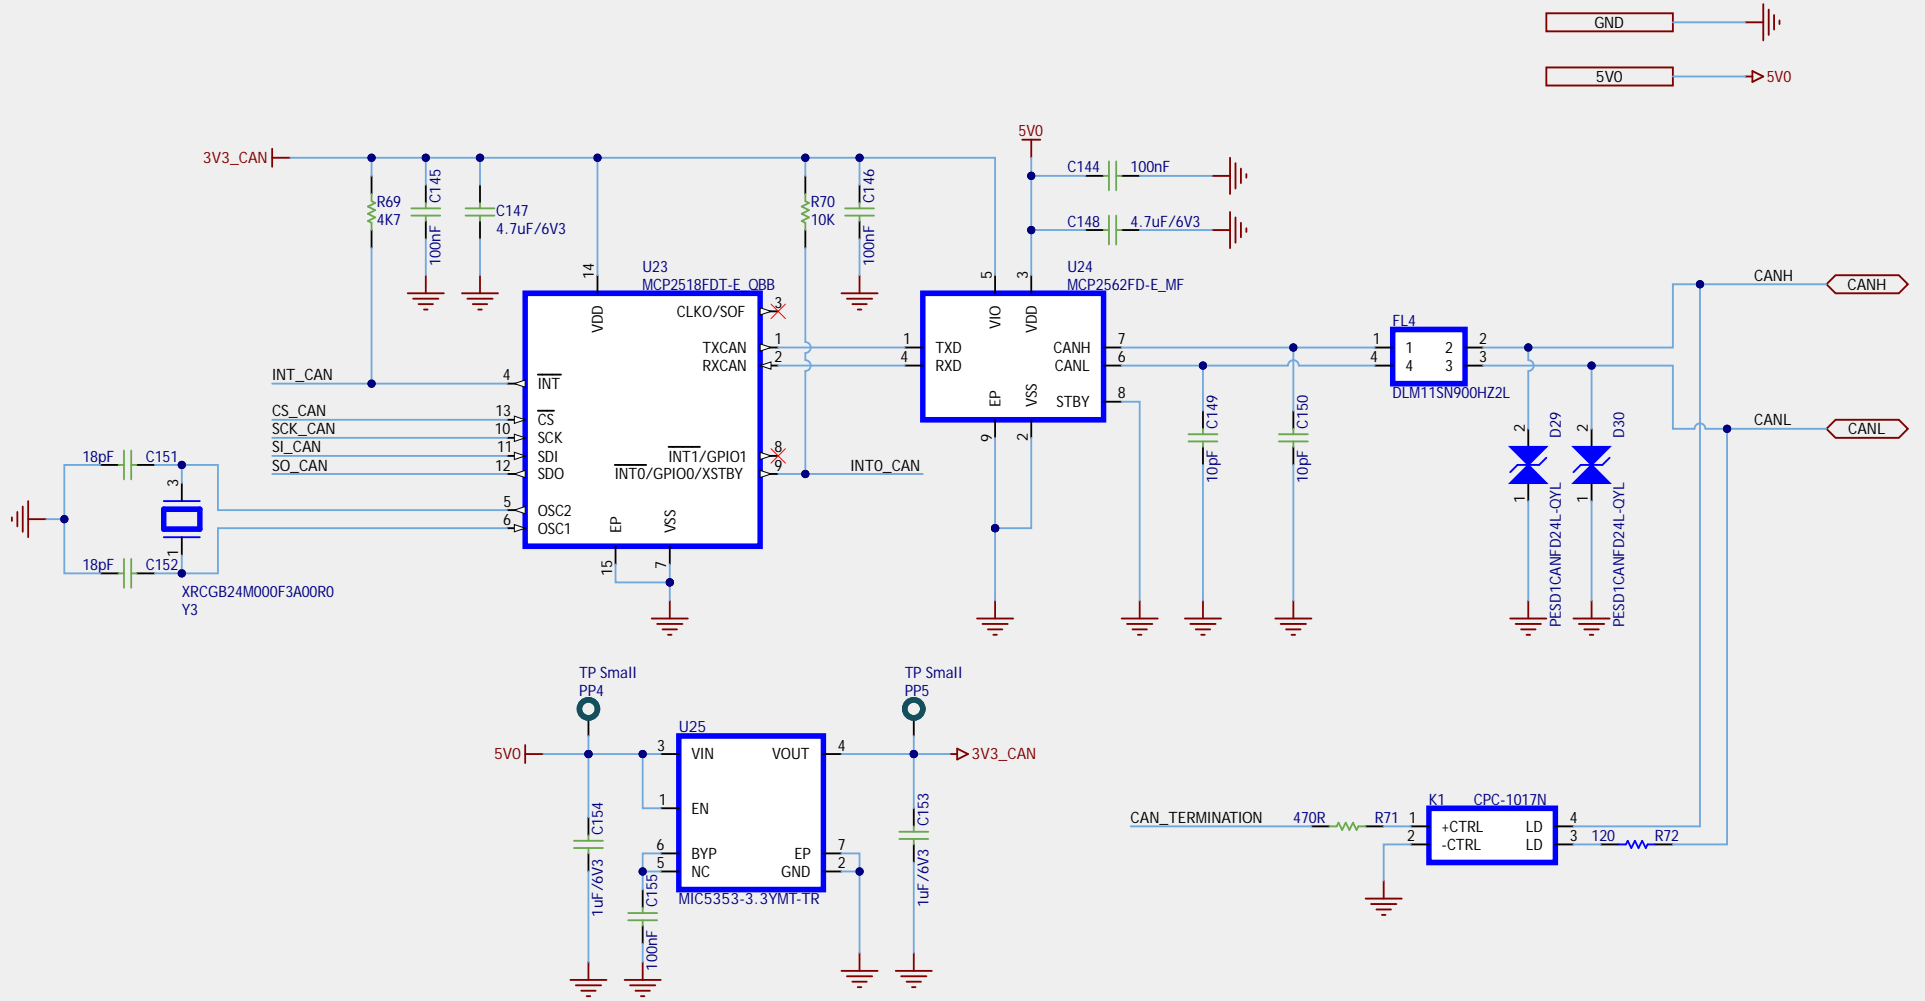 GND
5V0
5V0
3V3_CAN
R69
4K7
C145
100nF
C147
4.7uF/6V3
R70
10K
C146
100nF
5V0
C144
100nF
C148
4.7uF/6V3
U23
MCP2518FDT-E_QBB
14
VDD
CLKO/SOF
3
TXCAN
1
RXCAN
2
INT_CAN
4
INT
CS_CAN
13
CS
SCK_CAN
10
SCK
SI_CAN
11
SDI
SO_CAN
12
SDO
5
OSC2
6
OSC1
INT1/GPIO1
8
INT0/GPIO0/XSTBY
9
INT0_CAN
EP
VSS
15
7
18pF
C151
3
1
18pF
C152
XRCGB24M000F3A00R0
Y3
U24
MCP2562FD-E_MF
5
3
VIO
VDD
1
TXD
4
RXD
CANH
7
CANL
6
STBY
8
EP
VSS
9
2
C149
10pF
C150
10pF
FL4
1
1
2
2
4
4
3
3
DLM11SN900HZ2L
D29
2
1
PESD1CANFD24L-QYL
D30
2
1
PESD1CANFD24L-QYL
CANH
CANH
CANL
CANL
TP Small
PP4
TP Small
PP5
U25
5V0
3
VIN
VOUT
4
3V3_CAN
1
EN
6
BYP
EP
7
5
NC
GND
2
MIC5353-3.3YMT-TR
C154
1uF/6V3
C155
100nF
C153
1uF/6V3
CAN_TERMINATION
470R
R71
K1
CPC-1017N
1
+CTRL
LD
4
2
-CTRL
LD
3
120
R72